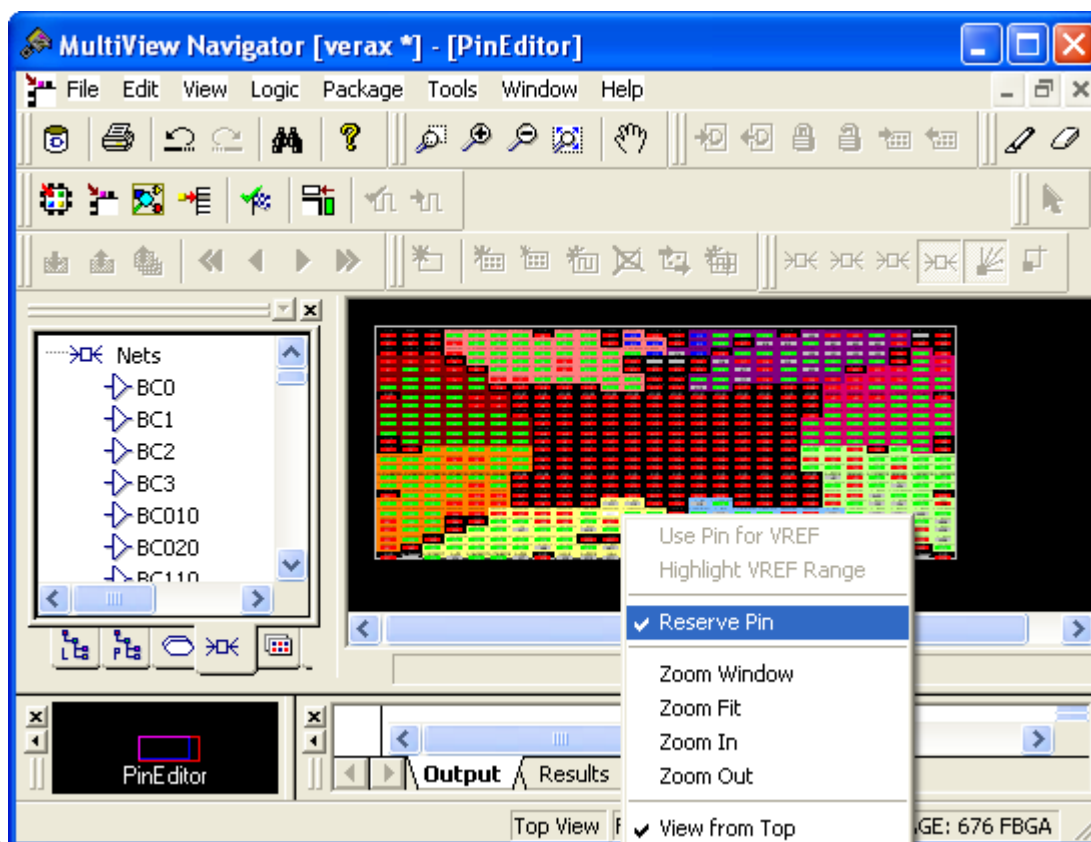 MultiView Navigator [verax *] - [PinEditor]
File Edit View Logic Package Tools Window Help
Nets
BC0
BC1
BC2
BC3
BC010
BC020
BC110
L P
Use Pin for VREF
Highlight VREF Range
Reserve Pin
Zoom Window
Zoom Fit
Zoom In
Zoom Out
View from Top
PinEditor
Output Results
Top View F GE: 676 FBGA